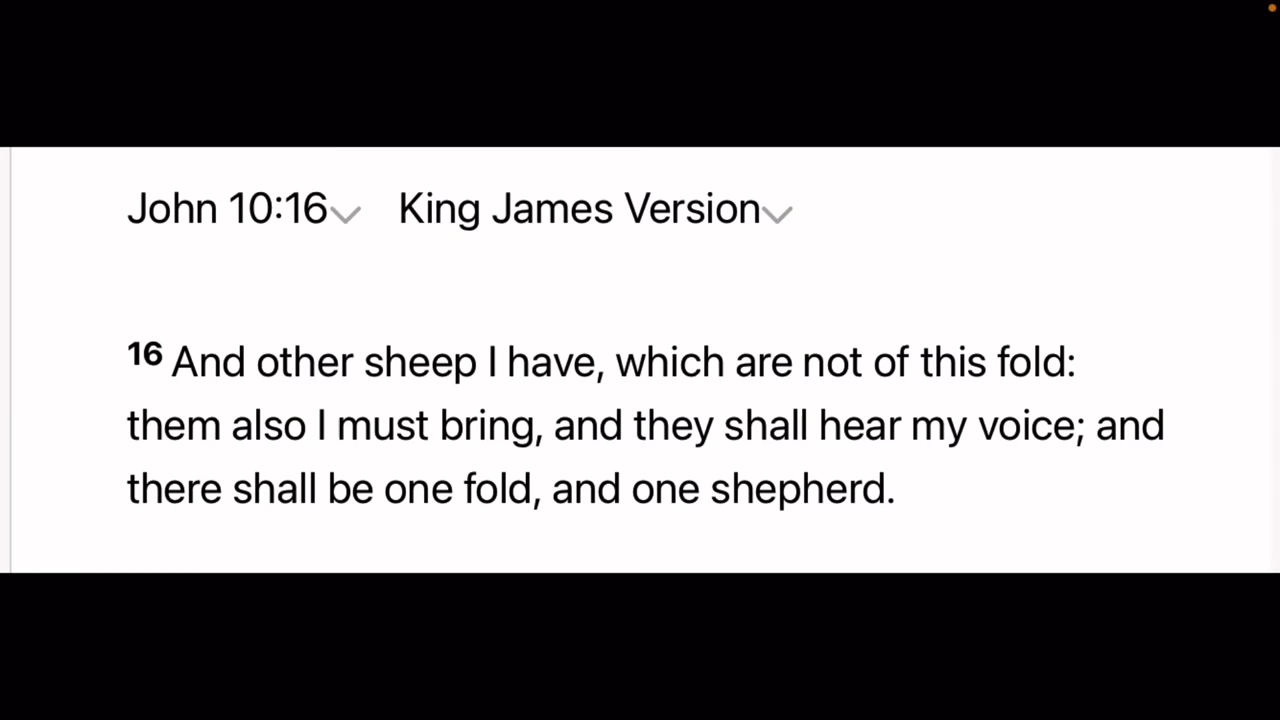 John 10:16 King James Version
16 And other sheep I have, which are not of this fold:
them also I must bring, and they shall hear my voice; and
there shall be one fold, and one shepherd.